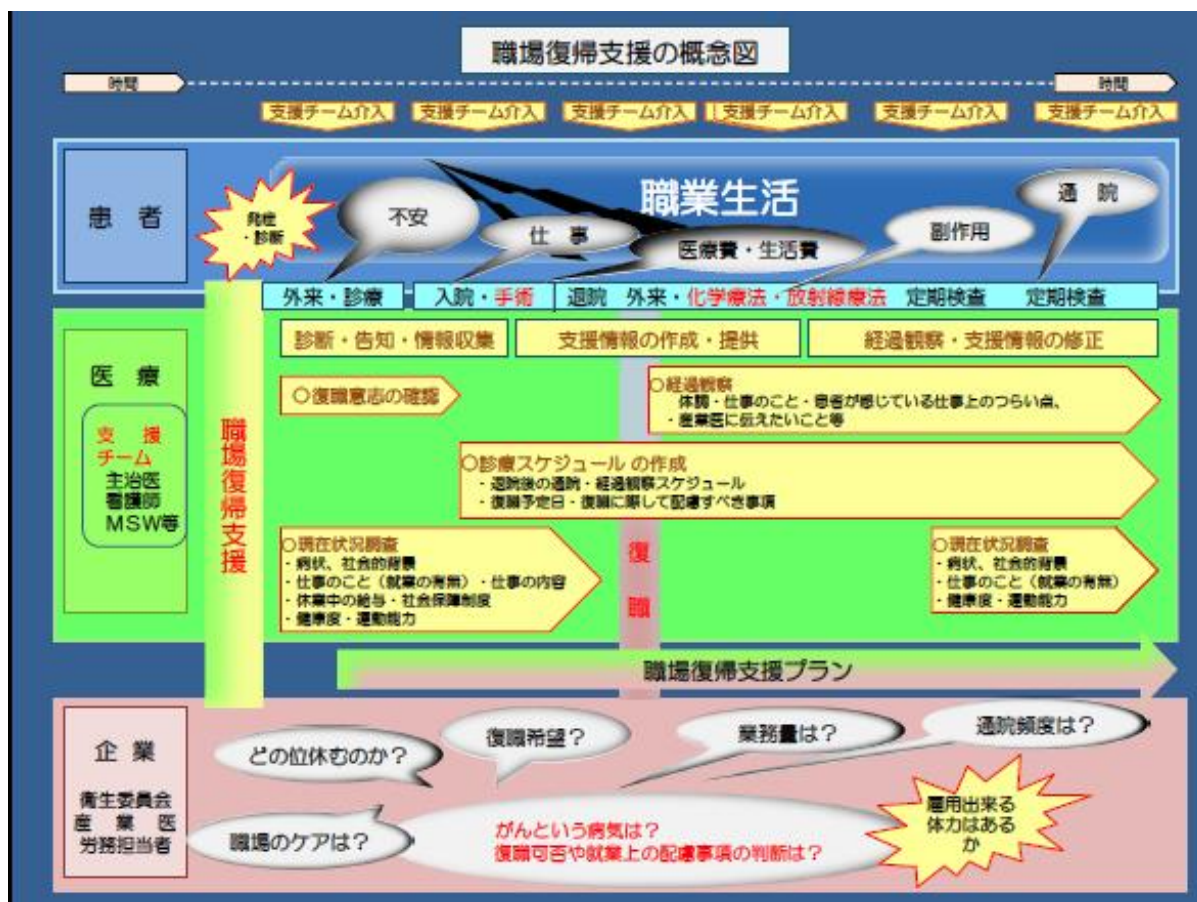 職場復帰支援の概念図
時間
時間
支援チーム介入
支援チーム介入
支援チーム介入
支援チーム介入
支援チーム介入
支援チーム介入
患者
発症
・診断
不安
仕事
職業生活
医療費・生活費
副作用
通院
外来・診療
入院・手術
退院 外来・化学療法・放射線療法 定期検査 定期検査
医療
支援
チーム
主治医
看護師
MSW等
職場復帰支援
診断・告知・情報収集
支援情報の作成・提供
経過観察・支援情報の修正
○復職意志の確認
○経過観察
体調・仕事のこと・患者が感じている仕事上のつらい点、
・産業医に伝えたいこと等
○診療スケジュールの作成
・退院後の通院・経過観察スケジュール
・復職予定日・復職に際して配慮すべき事項
○現在状況調査
・病状、社会的背景
・仕事のこと（就業の有無）・仕事の内容
・休業中の給与・社会保障制度
・健康度・運動能力
復職
○現在状況調査
・病状、社会的背景
・仕事のこと（就業の有無）
・健康度・運動能力
職場復帰支援プラン
企業
衛生委員会
産業医
労務担当者
どの位休むのか？
復職希望？
業務量は？
通院頻度は？
職場のケアは？
がんという病気は？
復職可否や就業上の配慮事項の判断は？
雇用出来る
体力はある
か